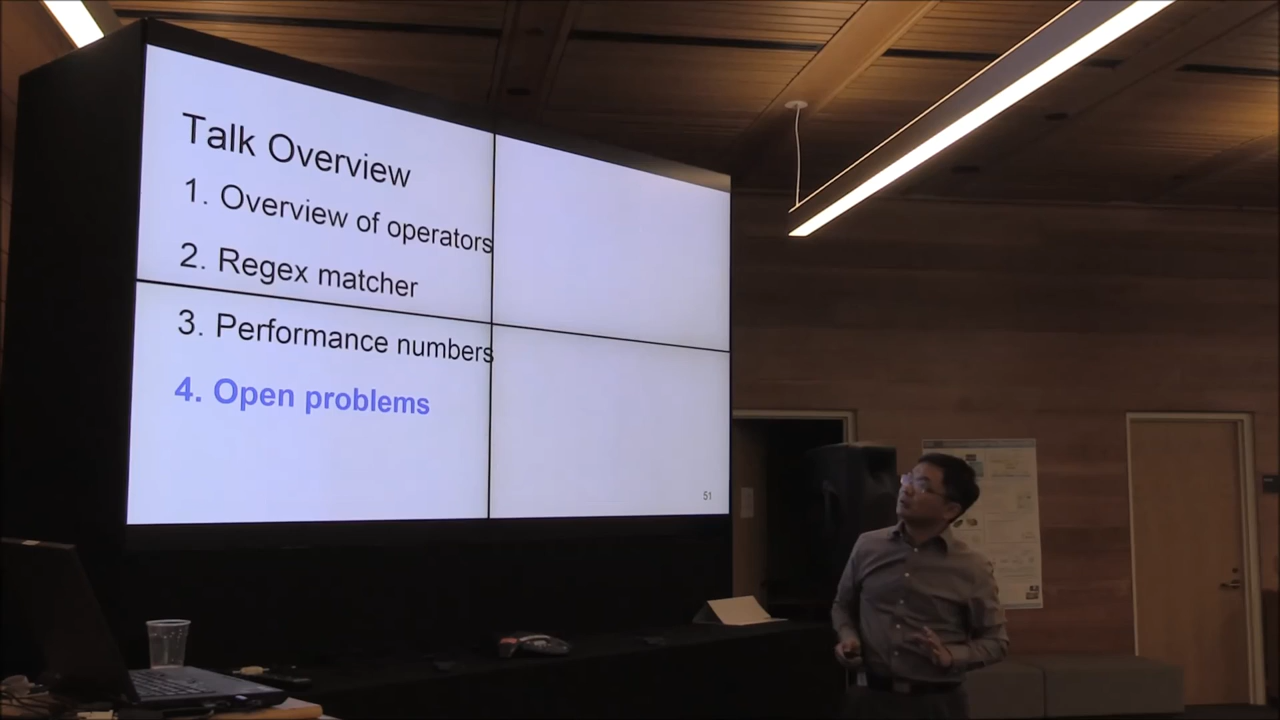 Talk Overview
1. Overview of operators
2. Regex matcher
3. Performance numbers
4. Open problems
51